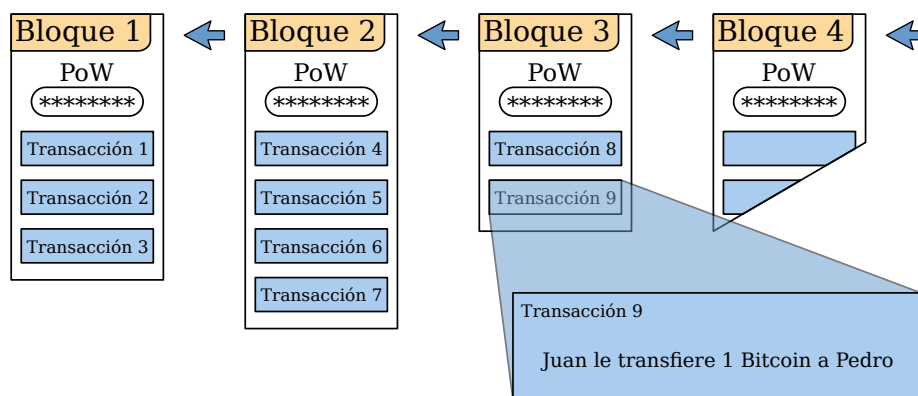 Bloque 1
PoW
********
Transacción 1
Transacción 2
Transacción 3
Bloque 2
PoW
********
Transacción 4
Transacción 5
Transacción 6
Transacción 7
Bloque 3
PoW
********
Transacción 8
Transacción 9
Bloque 4
PoW
********
Transacción 9
Juan le transfiere 1 Bitcoin a Pedro